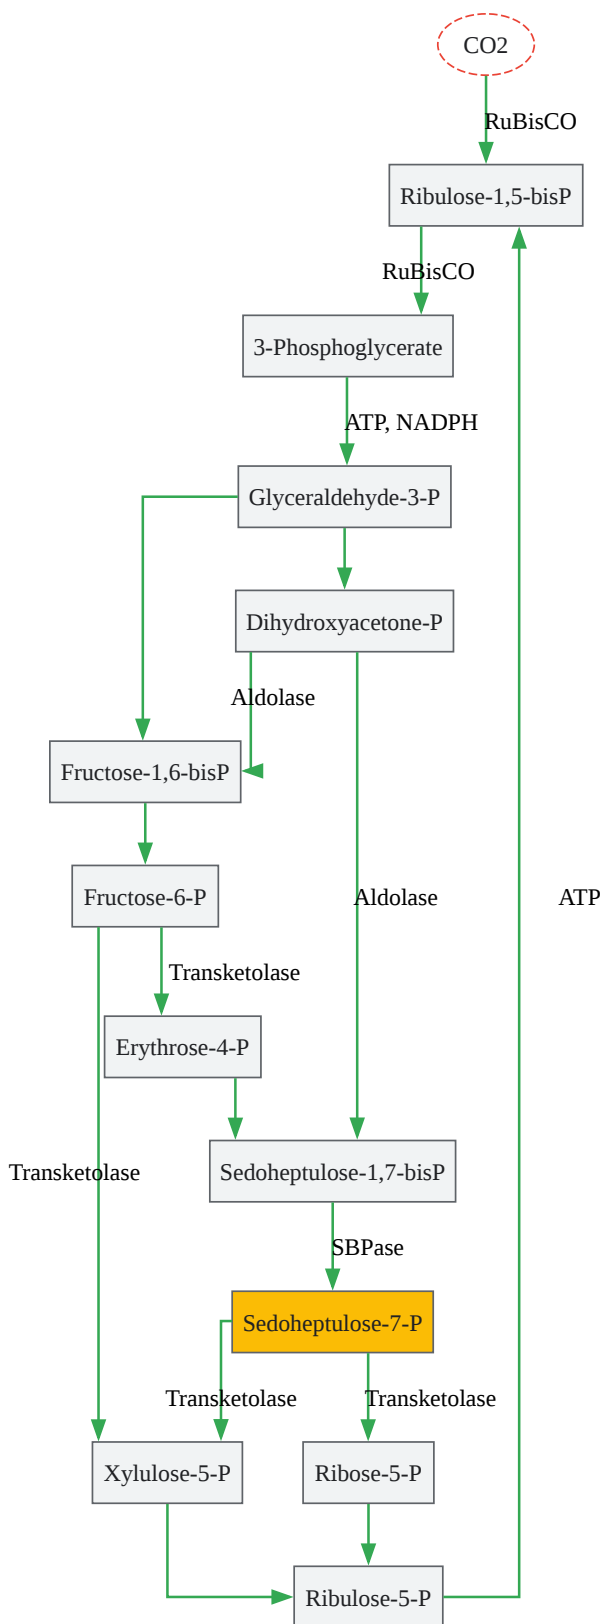 CO2
RuBisCO
Ribulose-1,5-bisP
RuBisCO
3-Phosphoglycerate
ATP, NADPH
Glyceraldehyde-3-P
Dihydroxyacetone-P
Aldolase
Fructose-1,6-bisP
Fructose-6-P
Aldolase
ATP
Transketolase
Erythrose-4-P
Transketolase
Sedoheptulose-1,7-bisP
SBPase
Sedoheptulose-7-P
Transketolase
Transketolase
Xylulose-5-P
Ribose-5-P
Ribulose-5-P